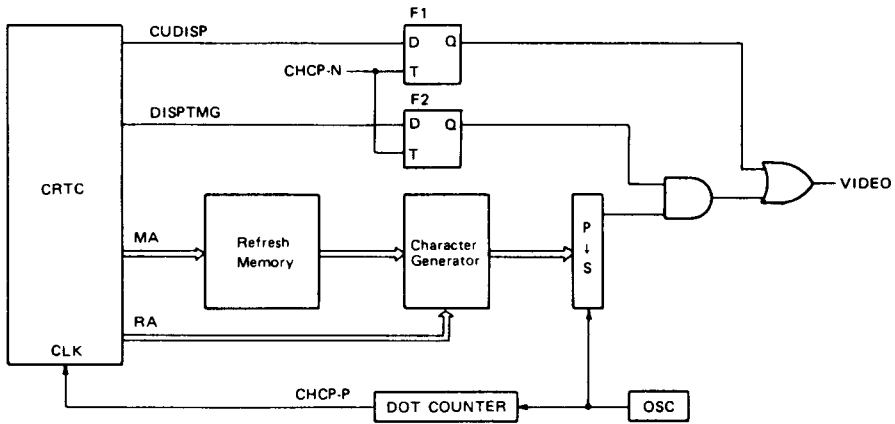 F1
CUDISP
D
Q
CHCP-N
T
F2
DISPTMG
D
Q
T
CRTC
VIDEO
MA
Refresh
Memory
Character
Generator
P
↓
S
RA
CLK
CHCP-P
DOT COUNTER
OSC